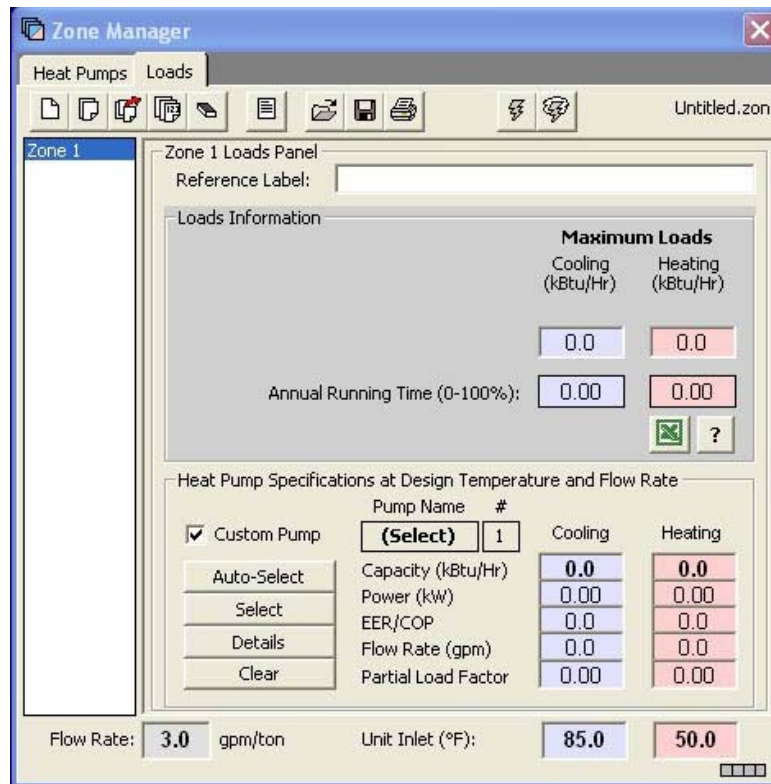 Zone Manager
Heat Pumps Loads
Untitled.zon
Zone 1
Zone 1 Loads Panel
Reference Label:
Loads Information
Maximum Loads
Cooling Heating
(kBtu/Hr) (kBtu/Hr)
0.0 0.0
Annual Running Time (0-100%): 0.00 0.00
?
Heat Pump Specifications at Design Temperature and Flow Rate
Pump Name #
Custom Pump (Select) 1 Cooling Heating
Auto-Select Capacity (kBtu/Hr) 0.0 0.0
Power (kW) 0.00 0.00
Select EER/COP 0.0 0.0
Details Flow Rate (gpm) 0.0 0.0
Clear Partial Load Factor 0.00 0.00
Flow Rate: 3.0 gpm/ton Unit Inlet (°F): 85.0 50.0